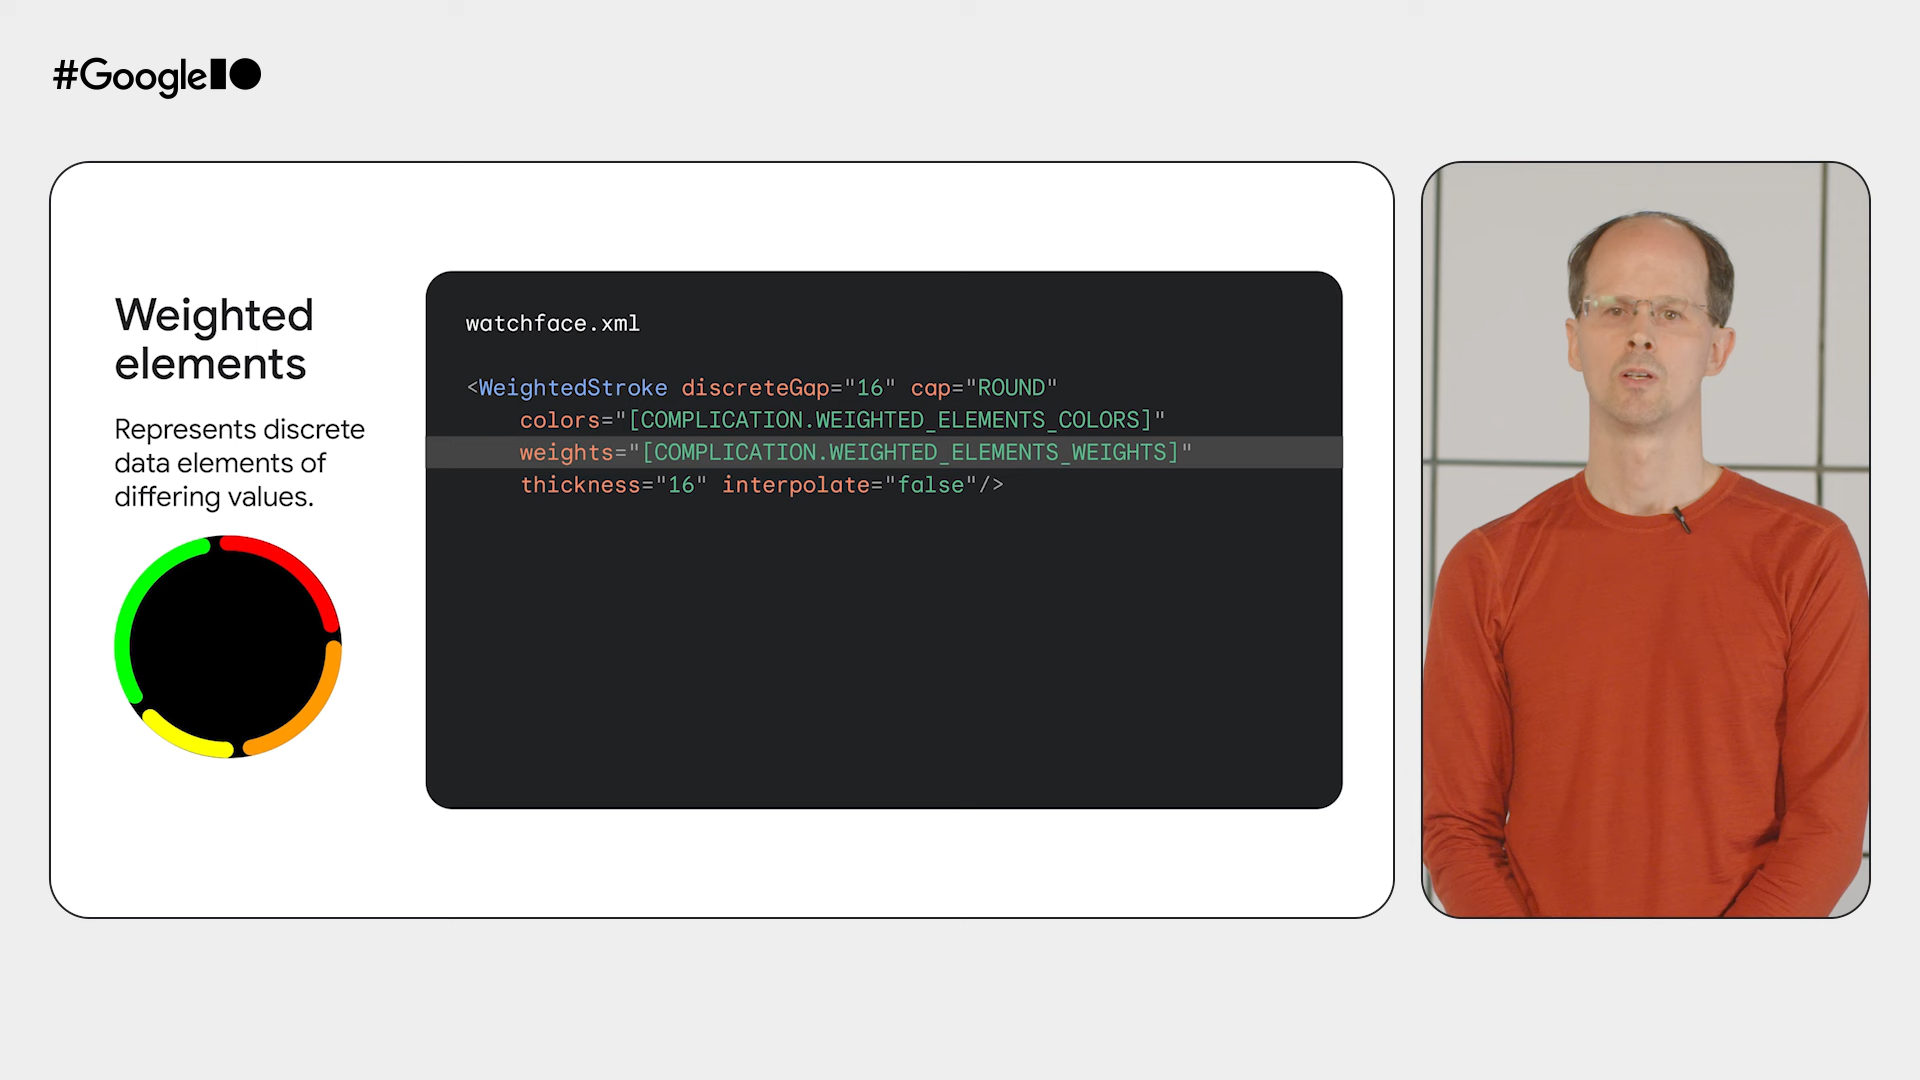 #GoogleIO
Weighted
elements
Represents discrete
data elements of
differing values.
watchface.xml
<WeightedStroke discreteGap="16" cap="ROUND"
colors="[COMPLICATION.WEIGHTED_ELEMENTS_COLORS]"
weights="[COMPLICATION.WEIGHTED_ELEMENTS_WEIGHTS]"
thickness="16" interpolate="false"/>